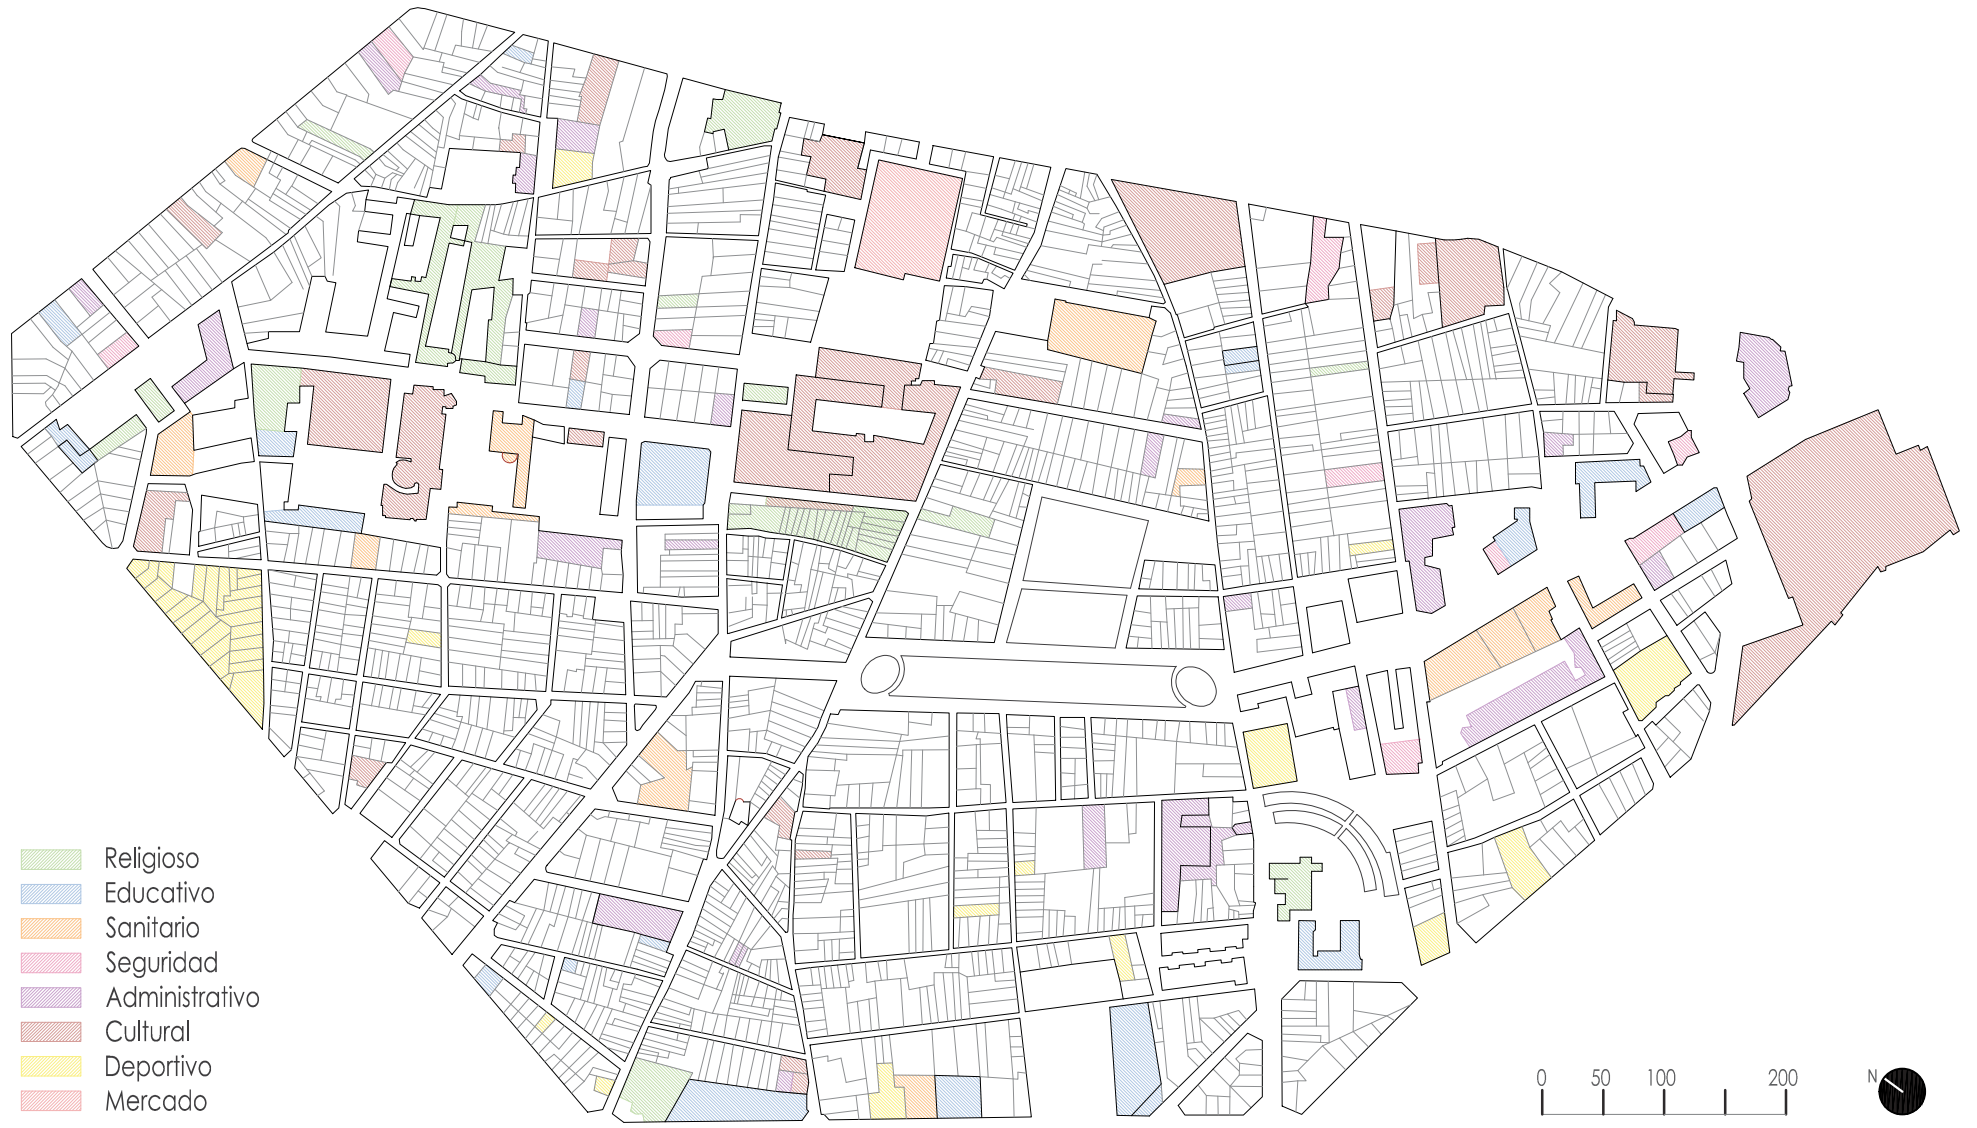 Religioso
Educativo
Sanitario
Seguridad
Administrativo
Cultural
Deportivo
Mercado
0 50 100 200
N